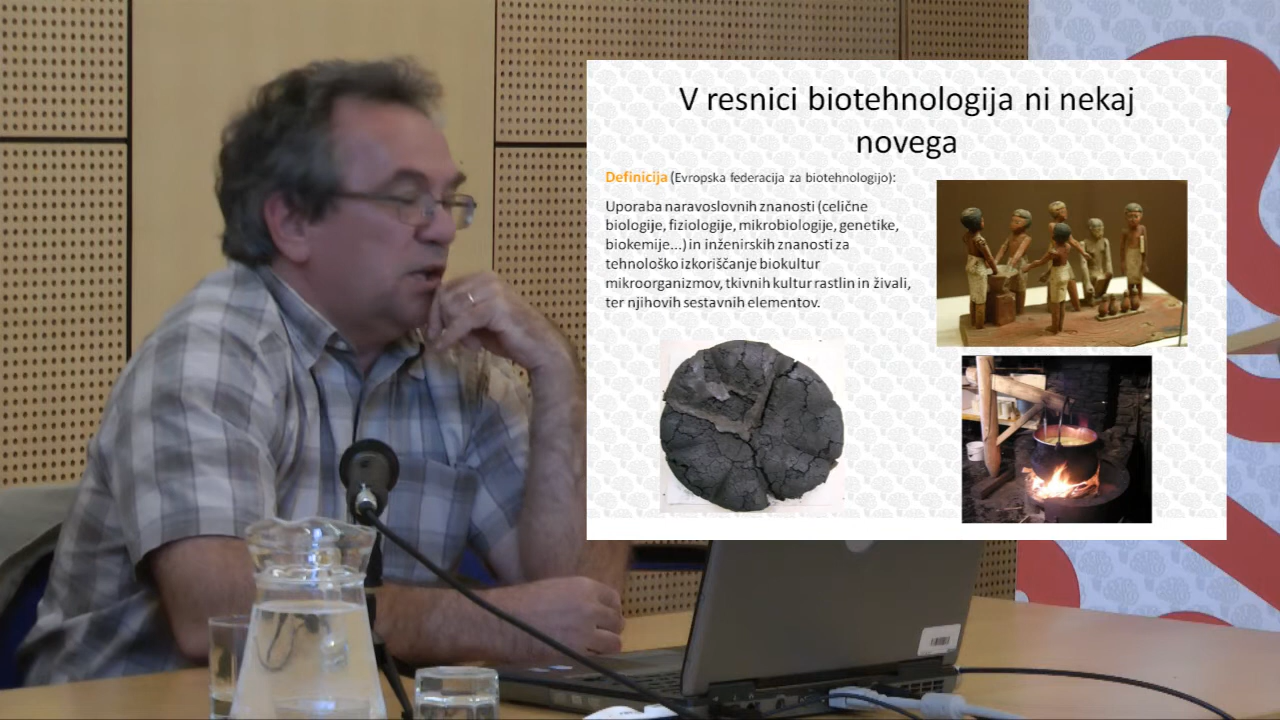 V resnici biotehnologija ni nekaj
novega
Definicija (Evropska federacija za biotehnologijo):
Uporaba naravoslovnih znanosti (celične
biologije, fiziologije, mikrobiologije, genetike,
biokemije...) in inženirskih znanosti za
tehnološko izkoriščanje biokultur
mikroorganizmov, tkivnih kultur rastlin in živali,
ter njihovih sestavnih elementov.